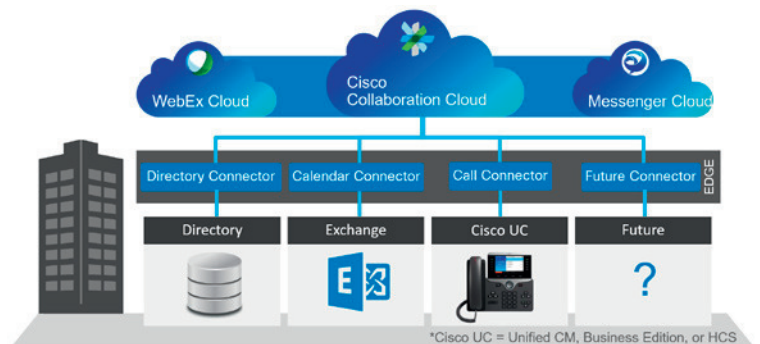 WebEx Cloud
Cisco
Collaboration Cloud
Messenger Cloud
Directory Connector
Calendar Connector
Call Connector
Future Connector
EDGE
Directory
Exchange
Cisco UC
Future
E
?
*Cisco UC = Unified CM, Business Edition, or HCS